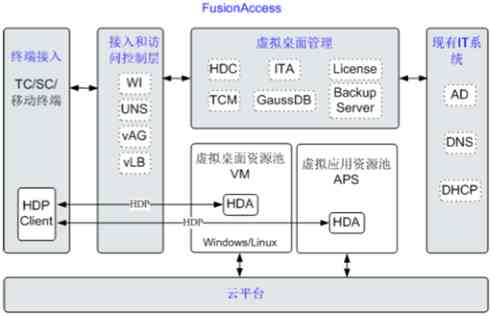 FusionAccess
终端接入
TC/SC/
移动终端
HDP
Client
接入和访
问控制层
WI
UNS
vAG
vLB
虚拟桌面管理
HDC
ITA
License
TCM
GaussDB
Backup
Server
现有IT系
统
AD
DNS
DHCP
虚拟桌面资源池
VM
HDA
Windows/Linux
虚拟应用资源池
APS
HDA
HDP
HDP
云平台